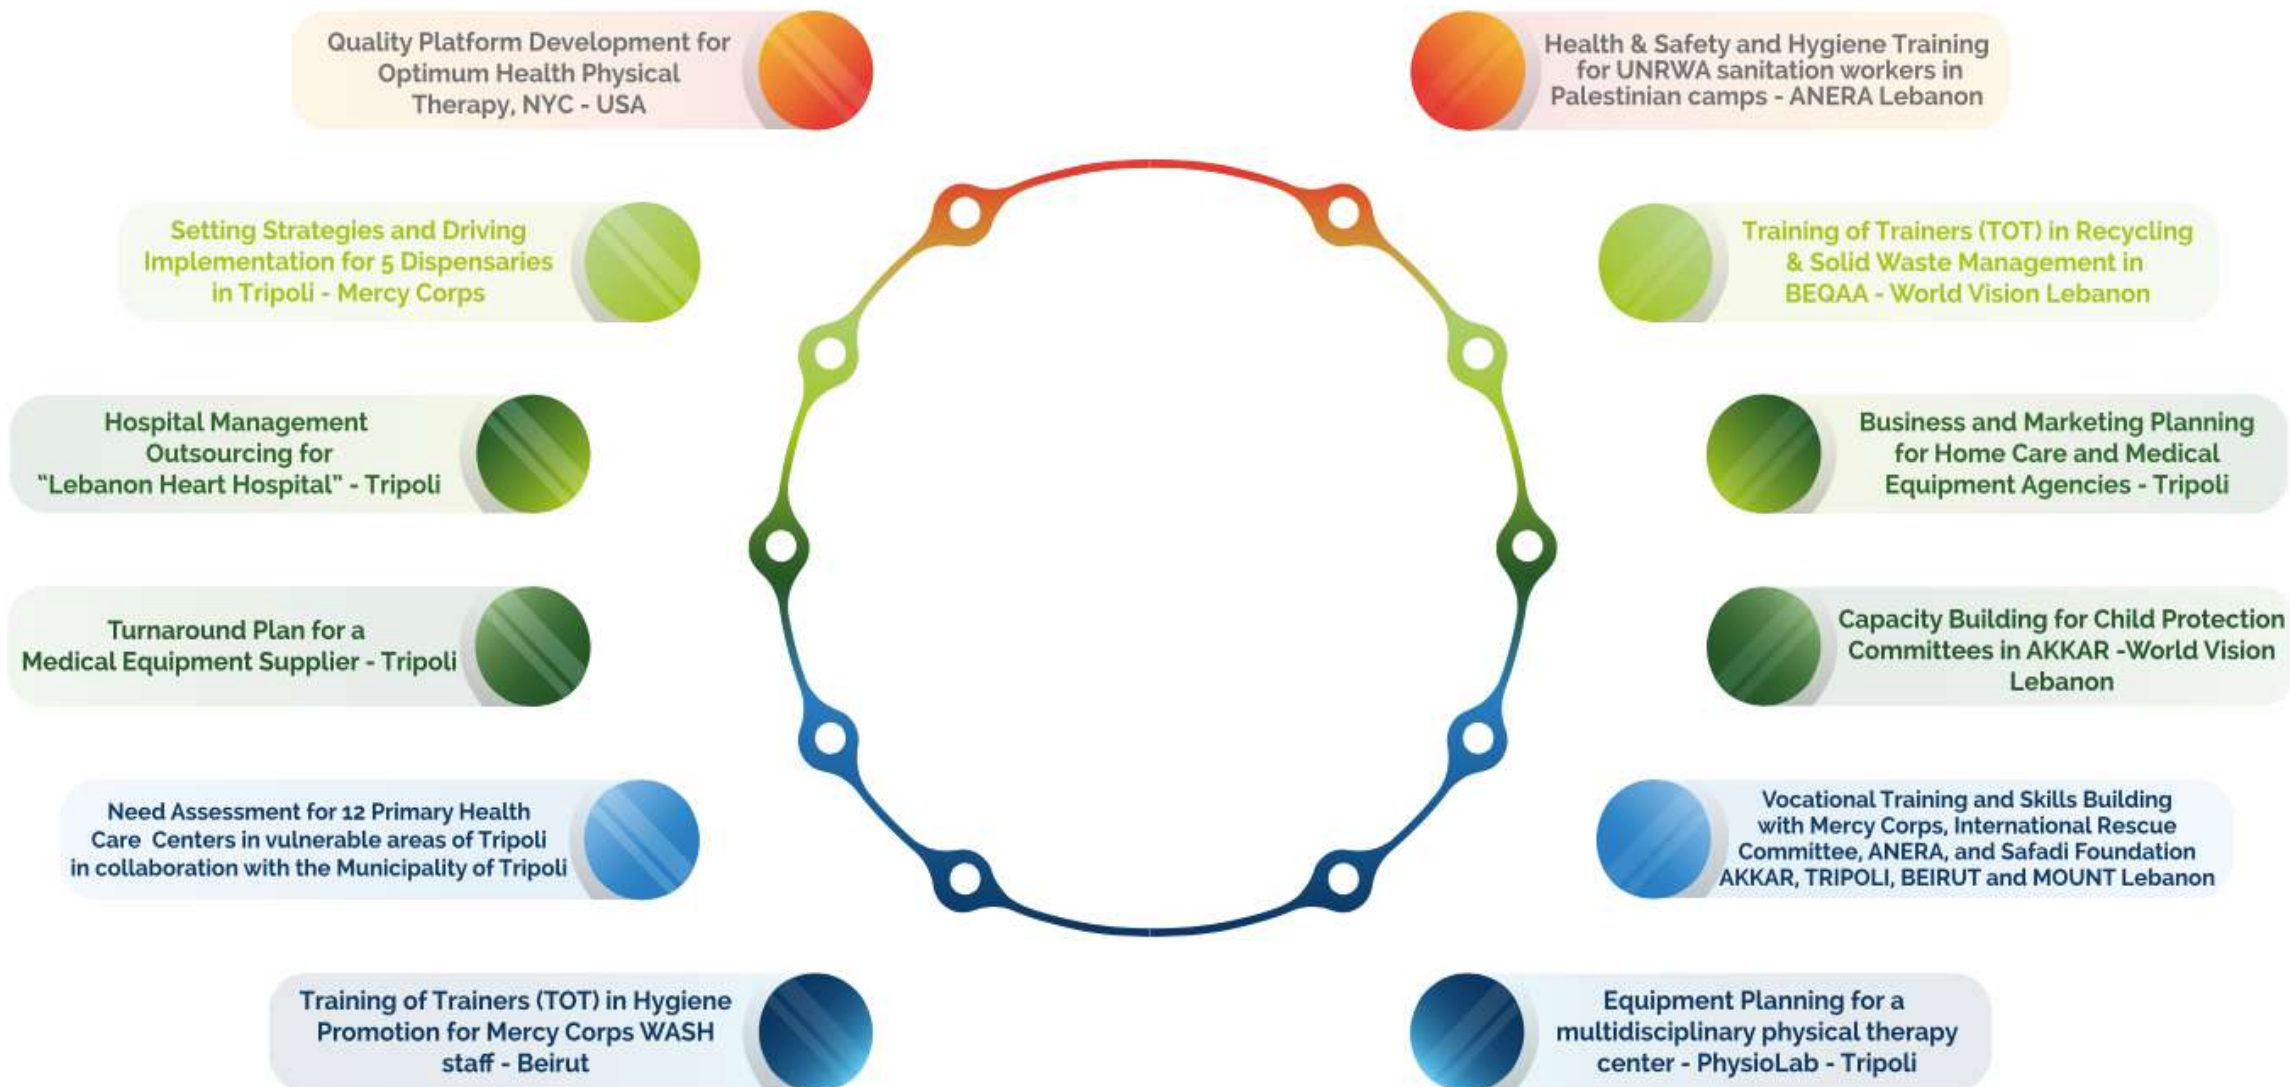 Quality Platform Development for
Optimum Health Physical
Therapy, NYC - USA
Setting Strategies and Driving
Implementation for 5 Dispensaries
in Tripoli - Mercy Corps
Hospital Management
Outsourcing for
"Lebanon Heart Hospital" - Tripoli
Turnaround Plan for a
Medical Equipment Supplier - Tripoli
Need Assessment for 12 Primary Health
Care Centers in vulnerable areas of Tripoli
in collaboration with the Municipality of Tripoli
Training of Trainers (TOT) in Hygiene
Promotion for Mercy Corps WASH
staff - Beirut
Health & Safety and Hygiene Training
for UNRWA sanitation workers in
Palestinian camps - ANERA Lebanon
Training of Trainers (TOT) in Recycling
& Solid Waste Management in
BEQAA - World Vision Lebanon
Business and Marketing Planning
for Home Care and Medical
Equipment Agencies - Tripoli
Capacity Building for Child Protection
Committees in AKKAR -World Vision
Lebanon
Vocational Training and Skills Building
with Mercy Corps, International Rescue
Committee, ANERA, and Safadi Foundation
AKKAR, TRIPOLI, BEIRUT and MOUNT Lebanon
Equipment Planning for a
multidisciplinary physical therapy
center - PhysioLab - Tripoli